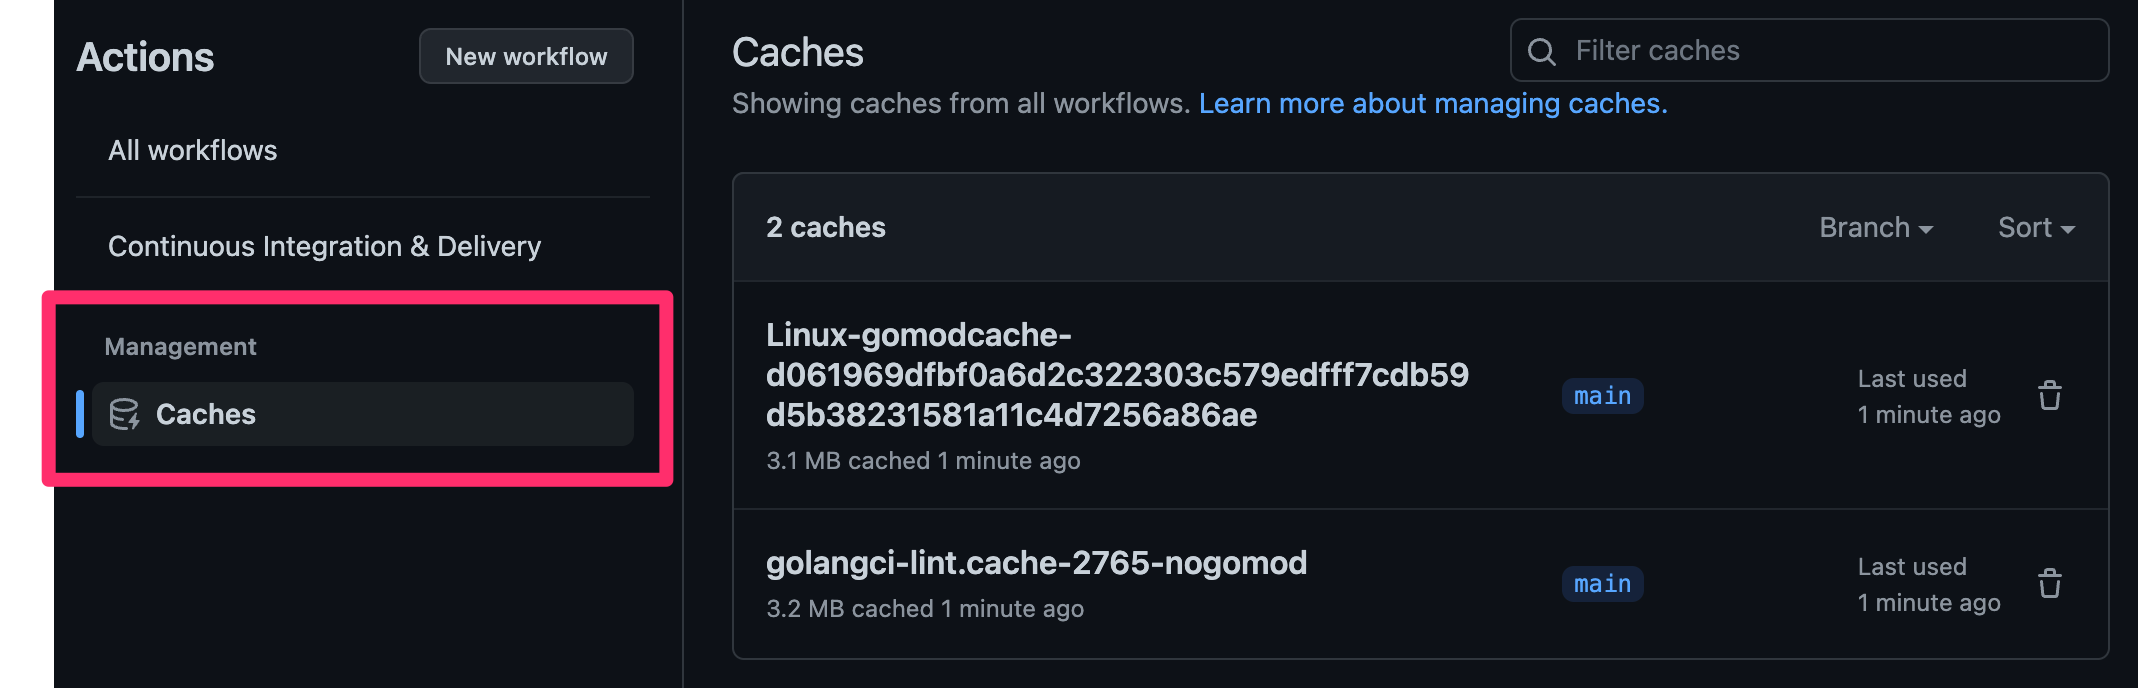 Actions
New workflow
All workflows
Continuous Integration & Delivery
Management
Caches
Caches
Filter caches
Showing caches from all workflows. Learn more about managing caches.
2 caches
Branch
Sort
Linux-gomodcache-
d061969dfbf0a6d2c322303c579edfff7cdb59
d5b38231581a11c4d7256a86ae
3.1 MB cached 1 minute ago
main
Last used
1 minute ago
golangci-lint.cache-2765-nogomod
3.2 MB cached 1 minute ago
main
Last used
1 minute ago